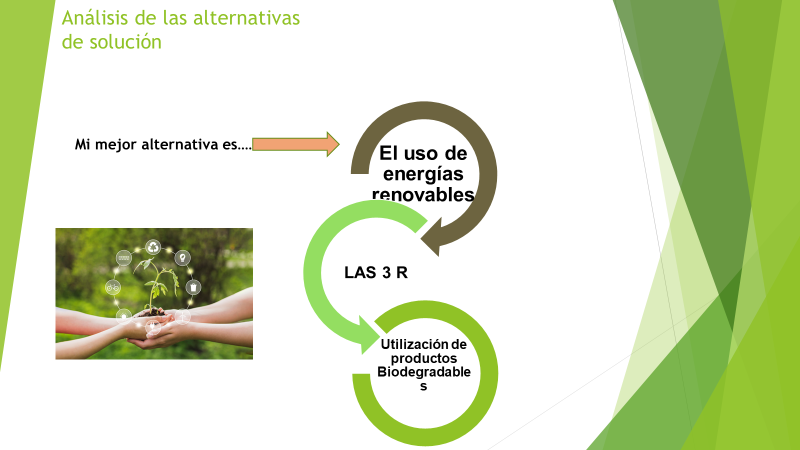 Análisis de las alternativas
de solución
Mi mejor alternativa es….
El uso de
energías
renovables
LAS 3 R
Utilización de
productos
Biodegradable
s